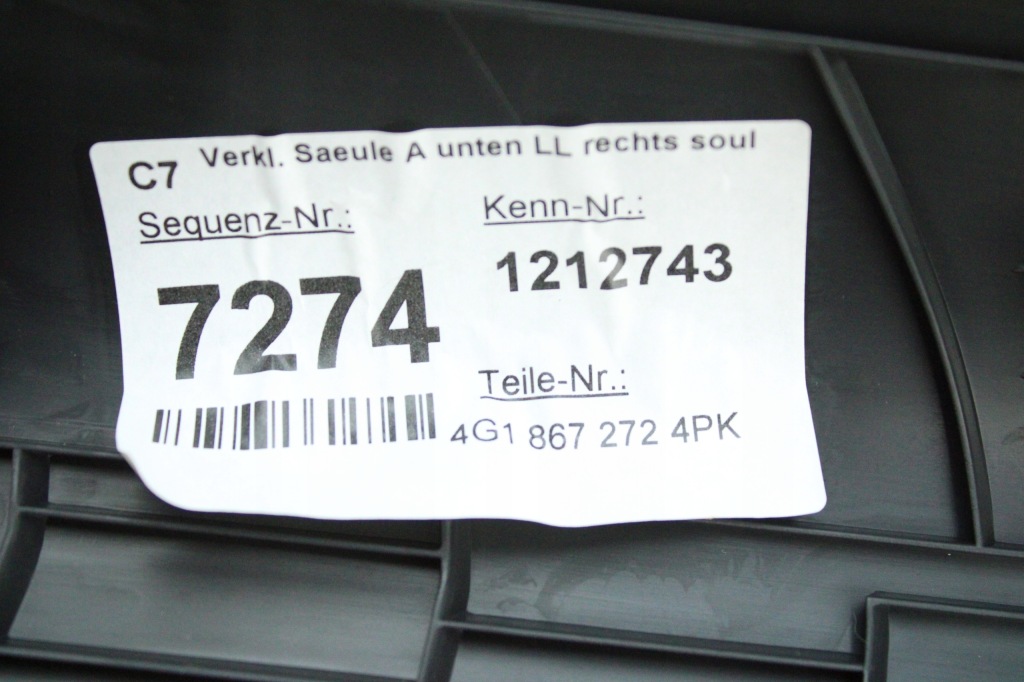 C7 Verkl. Saeule A unten LL rechts soul
Sequenz-Nr.: Kenn-Nr.:
7274 1212743
Teile-Nr.:
4G1 867 272 4PK